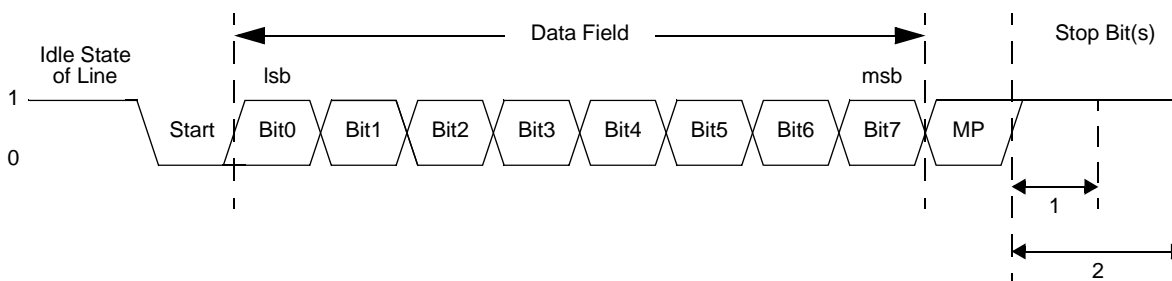 Data Field
Stop Bit(s)
Idle State
of Line
lsb
msb
1
Start
Bit0
Bit1
Bit2
Bit3
Bit4
Bit5
Bit6
Bit7
MP
0
1
2